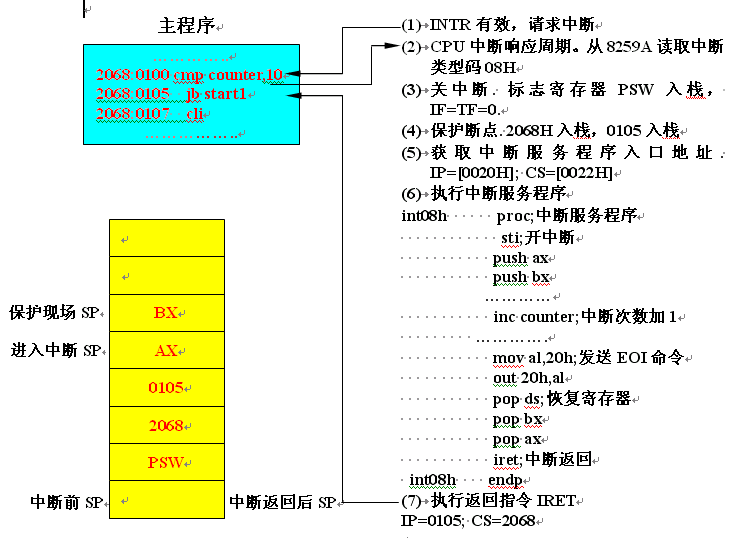 主程序
…………..
2068:0100 cmp counter,10
2068:0105 jb start1
2068:0107 cli
………..……..
保护现场 SP
BX
进入中断 SP
AX
0105
2068
PSW
中断前 SP
中断返回后 SP
(1) INTR 有效，请求中断
(2) CPU 中断响应周期。从 8259A 读取中断
类型码 08H
(3) 关中断. 标志寄存器 PSW 入栈，
IF=TF=0.
(4) 保护断点. 2068H 入栈，0105 入栈
(5) 获取中断服务程序入口地址.
IP=[0020H]; CS=[0022H]
(6) 执行中断服务程序
int08h proc;中断服务程序
sti;开中断
push ax
push bx
…………
inc counter;中断次数加 1
………….
mov al,20h;发送 EOI 命令
out 20h,al
pop ds;恢复寄存器
pop bx
pop ax
iret;中断返回
int08h endp
(7) 执行返回指令 IRET
IP=0105; CS=2068